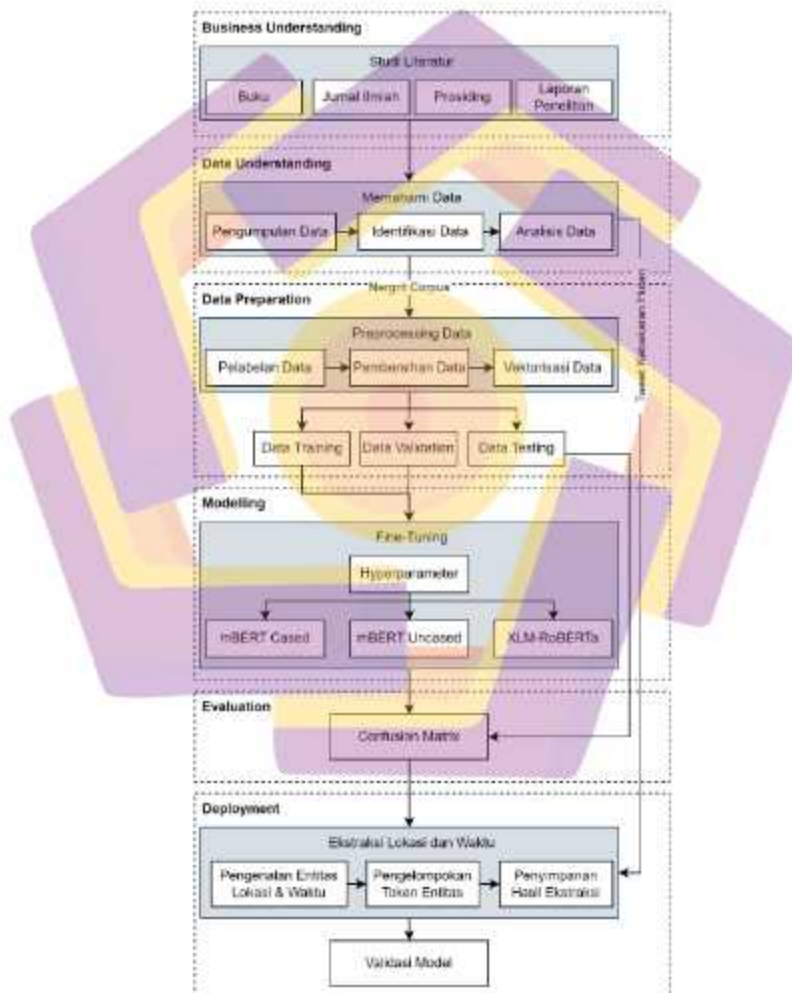 Business Understanding
Studi Literatur
Buku
Jurnal Ilmiah
Prosiding
Laporan
Penelitian
Data Understanding
Memahami Data
Pengumpulan Data
Identifikasi Data
Analisis Data
Nergrit Corpus
Data Preparation
Preprocessing Data
Pelabelan Data
Pembersihan Data
Vektorisasi Data
Data Training
Data Validation
Data Testing
Modelling
Fine-Tuning
Hyperparameter
mBERT Cased
mBERT Uncased
XLM-RoBERTa
Evaluation
Confusion Matrix
Deployment
Ekstraksi Lokasi dan Waktu
Pengenalan Entitas
Lokasi & Waktu
Pengelompokan
Token Entitas
Penyimpanan
Hasil Ekstraksi
Validasi Model
Tweet Kebakaran Hutan